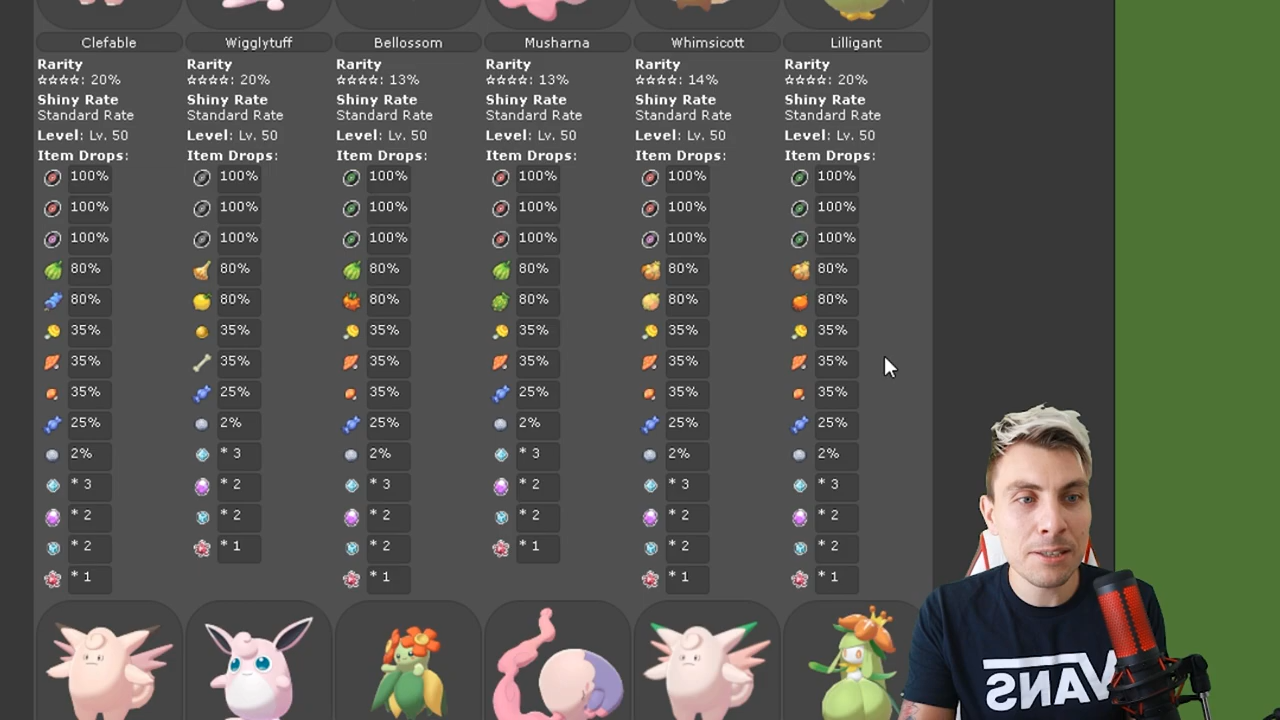 Clefable
Rarity
☆☆☆☆: 20%
Shiny Rate
Standard Rate
Level: Lv. 50
Item Drops:
100%
100%
100%
80%
80%
35%
35%
35%
25%
2%
* 3
* 2
* 2
* 1
Wigglytuff
Rarity
☆☆☆☆: 20%
Shiny Rate
Standard Rate
Level: Lv. 50
Item Drops:
100%
100%
100%
80%
80%
35%
35%
25%
2%
* 3
* 2
* 2
* 1
Bellossom
Rarity
☆☆☆☆: 13%
Shiny Rate
Standard Rate
Level: Lv. 50
Item Drops:
100%
100%
100%
80%
80%
35%
35%
35%
25%
2%
* 3
* 2
* 2
* 1
Musharna
Rarity
☆☆☆☆: 13%
Shiny Rate
Standard Rate
Level: Lv. 50
Item Drops:
100%
100%
100%
80%
80%
35%
35%
25%
2%
* 3
* 2
* 2
* 1
Whimsicott
Rarity
☆☆☆☆: 14%
Shiny Rate
Standard Rate
Level: Lv. 50
Item Drops:
100%
100%
100%
80%
80%
35%
35%
35%
25%
2%
* 3
* 2
* 2
* 1
Lilligant
Rarity
☆☆☆☆: 20%
Shiny Rate
Standard Rate
Level: Lv. 50
Item Drops:
100%
100%
100%
80%
80%
35%
35%
35%
25%
2%
* 3
* 2
* 2
* 1
VANS